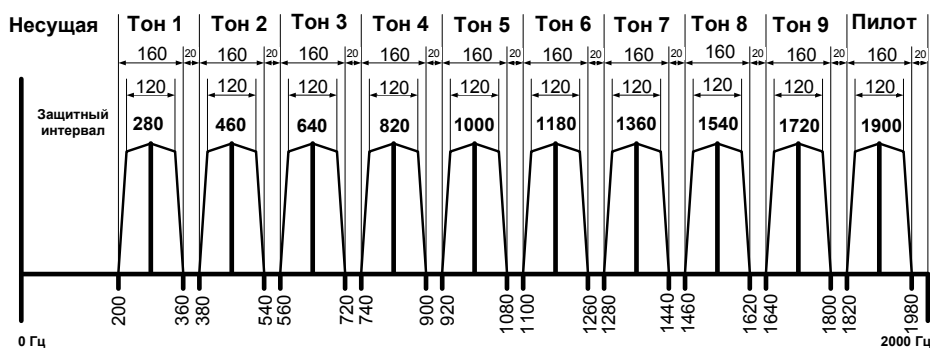 Несущая Тон 1 Тон 2 Тон 3 Тон 4 Тон 5 Тон 6 Тон 7 Тон 8 Тон 9 Пилот
160 20 160 20 160 20 160 20 160 20 160 20 160 20 160 20 160 20 160 20
120 120 120 120 120 120 120 120 120 120
Защитный
интервал
280 460 640 820 1000 1180 1360 1540 1720 1900
200 360 380 540 560 720 740 900 920 1080 1100 1260 1280 1440 1460 1620 1640 1800 1820 1980
0 Гц 2000 Гц